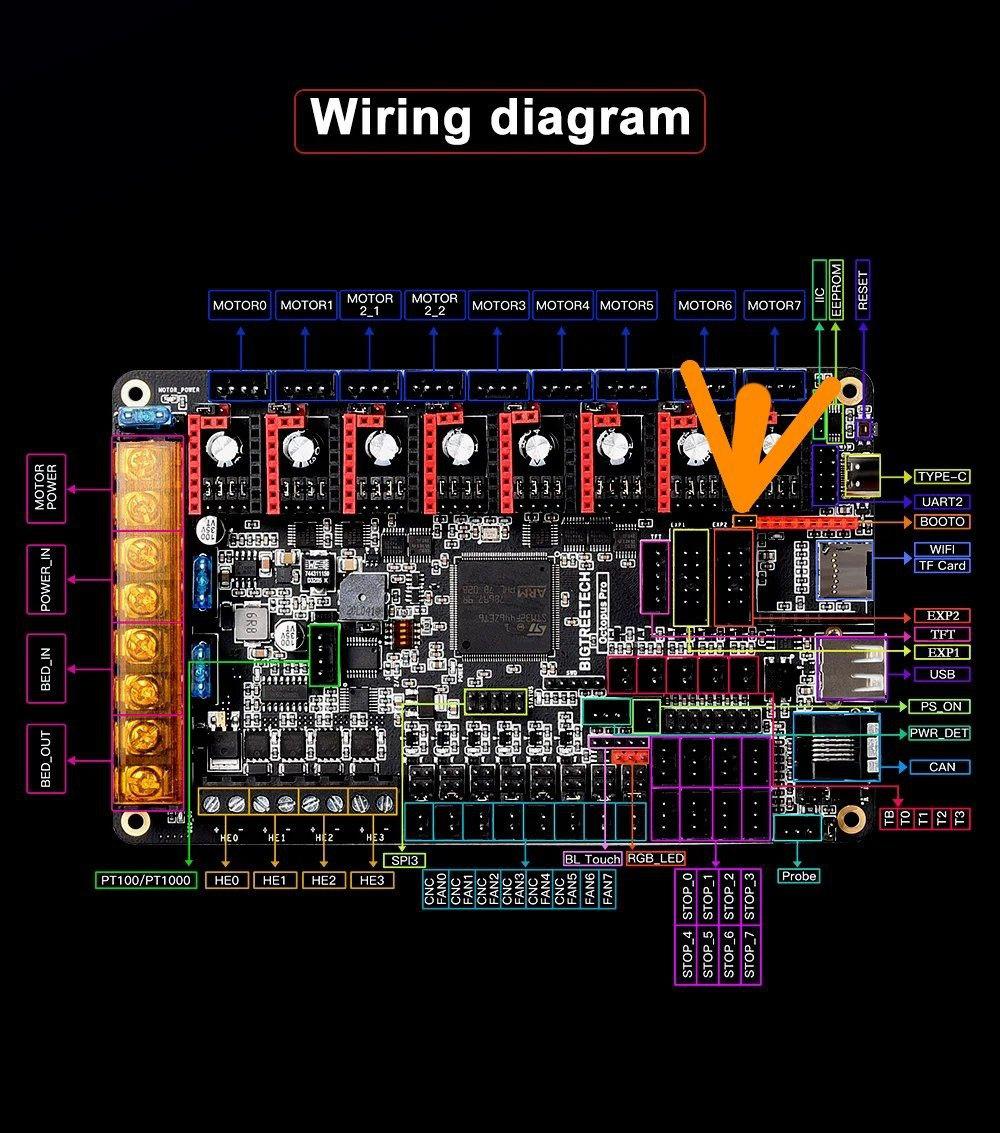 Wiring diagram
IIC
EEPROM
RESET
MOTOR0
MOTOR1
MOTOR
2_1
MOTOR
2_2
MOTOR3
MOTOR4
MOTOR5
MOTOR6
MOTOR7
MOTOR_POWER
MOTOR
POWER
POWER_IN
BED_IN
BED_OUT
TYPE-C
UART2
BOOTO
WIFI
TF Card
EXP2
TFT
EXP1
USB
PS_ON
PWR_DET
CAN
TB
T0
T1
T2
T3
TFT
EXP1
EXP2
BIGTREETECH
Octopus Pro
ARM
6R8
+ HE0 -
+ HE1 -
+ HE2 -
+ HE3 -
PT100/PT1000
HE0
HE1
HE2
HE3
SPI3
BL Touch
RGB_LED
Probe
CNC
FAN0
CNC
FAN1
CNC
FAN2
CNC
FAN3
CNC
FAN4
CNC
FAN5
FAN6
FAN7
STOP_0
STOP_1
STOP_2
STOP_3
STOP_4
STOP_5
STOP_6
STOP_7